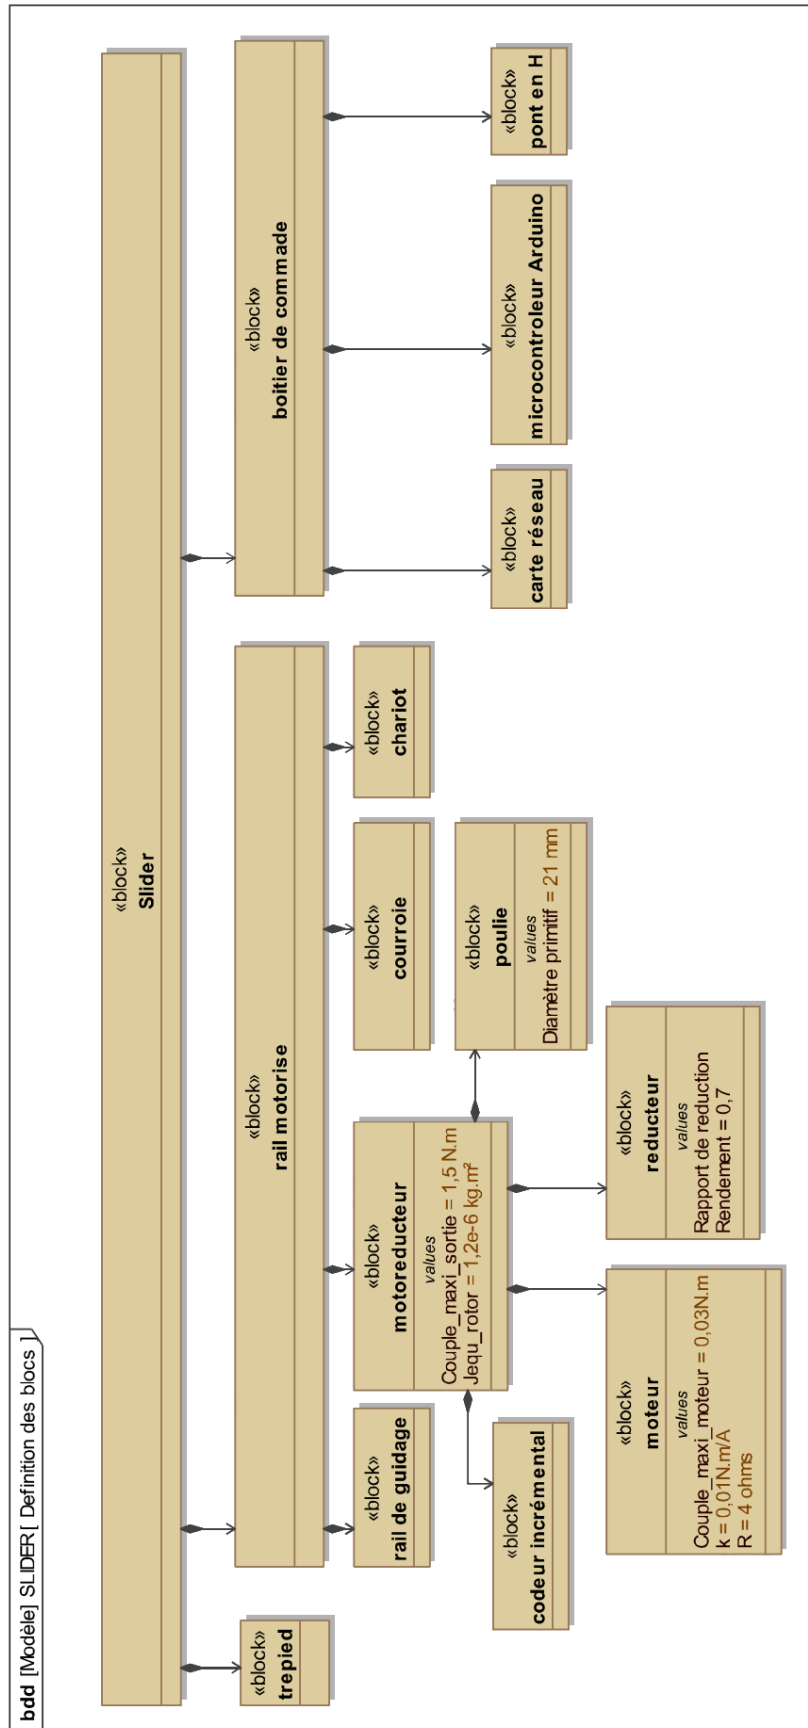 bdd [Modèle] SLIDER [ Definition des blocs ]
«block»
Slider
«block»
trepied
«block»
rail motorise
«block»
boitier de commade
«block»
rail de guidage
«block»
motoreducteur
values
Couple_maxi_sortie = 1,5 N.m
Jequ_rotor = 1,2e-6 kg.m²
«block»
courroie
«block»
chariot
«block»
carte réseau
«block»
microcontroleur Arduino
«block»
pont en H
«block»
codeur incrémental
«block»
poulie
values
Diamètre primitif = 21 mm
«block»
moteur
values
Couple_maxi_moteur = 0,03N.m
k = 0,01N.m/A
R = 4 ohms
«block»
reducteur
values
Rapport de reduction
Rendement = 0,7